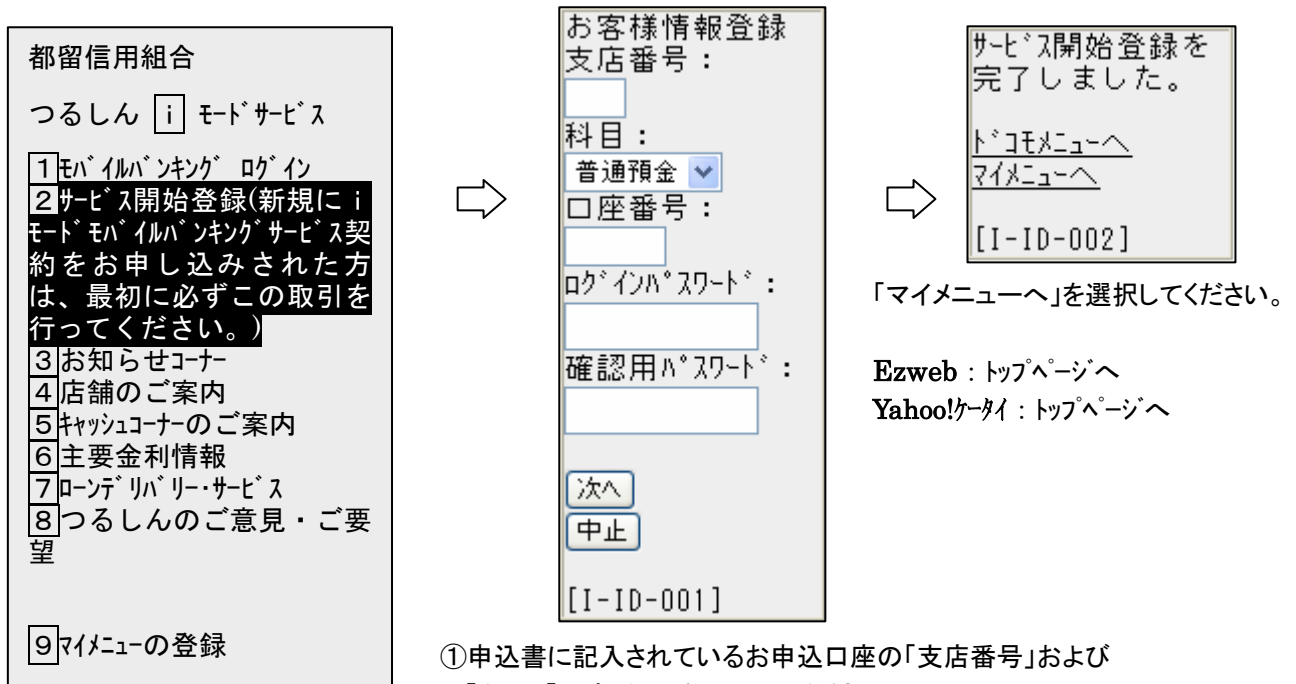 都留信用組合
つるしん i ﾓｰﾄﾞｻｰﾋﾞｽ
1ﾓﾊﾞｲﾙﾊﾞﾝｷﾝｸﾞ ﾛｸﾞｲﾝ
2ｻｰﾋﾞｽ開始登録(新規にｉ
ﾓｰﾄﾞﾓﾊﾞｲﾙﾊﾞﾝｷﾝｸﾞｻｰﾋﾞｽ契
約をお申し込みされた方
は、最初に必ずこの取引を
行ってください。)
3お知らせｺｰﾅｰ
4店舗のご案内
5ｷｬｯｼｭｺｰﾅｰのご案内
6主要金利情報
7ﾛｰﾝﾃﾞﾘﾊﾞﾘｰ･ｻｰﾋﾞｽ
8つるしんのご意見・ご要
望
9ﾏｲﾒﾆｭｰの登録
お客様情報登録
支店番号：
科目：
普通預金
口座番号：
ﾛｸﾞｲﾝﾊﾟｽﾜｰﾄﾞ：
確認用ﾊﾟｽﾜｰﾄﾞ：
次へ
中止
[I-ID-001]
ｻｰﾋﾞｽ開始登録を
完了しました。
ﾄﾞｺﾓﾒﾆｭｰへ
ﾏｲﾒﾆｭｰへ
[I-ID-002]
「マイメニューへ」を選択してください。
Ezweb：ﾄｯﾌﾟﾍﾟｰｼﾞへ
Yahoo!ｹｰﾀｲ：ﾄｯﾌﾟﾍﾟｰｼﾞへ
①申込書に記入されているお申込口座の「支店番号」および